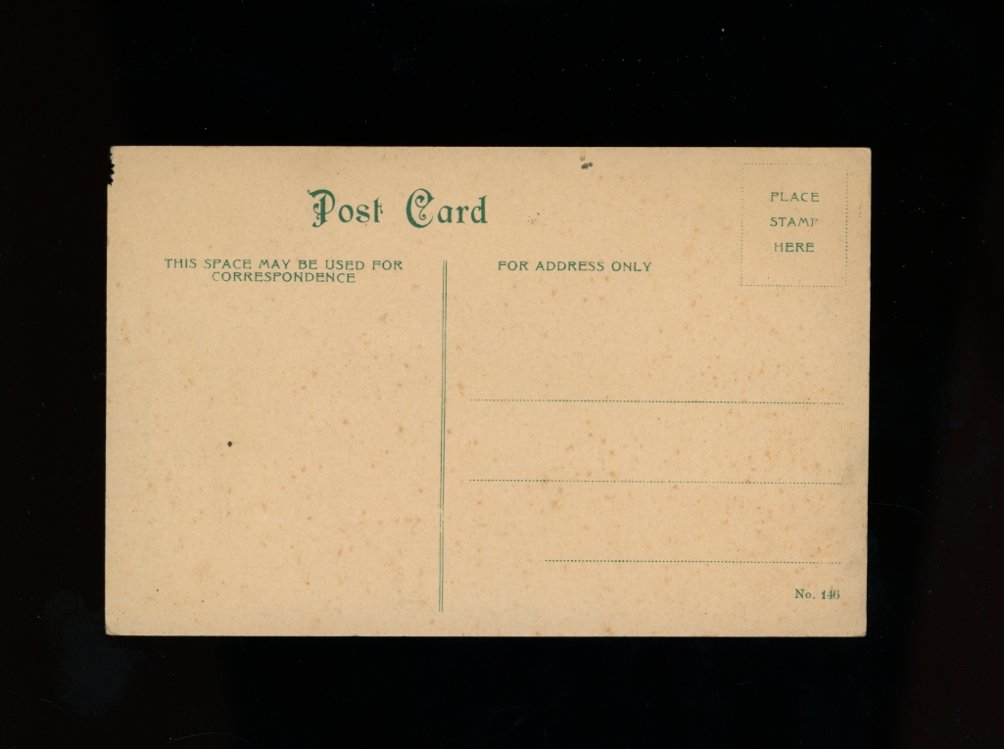 Post Card
PLACE
STAMP
HERE
THIS SPACE MAY BE USED FOR
CORRESPONDENCE
FOR ADDRESS ONLY
No. 146